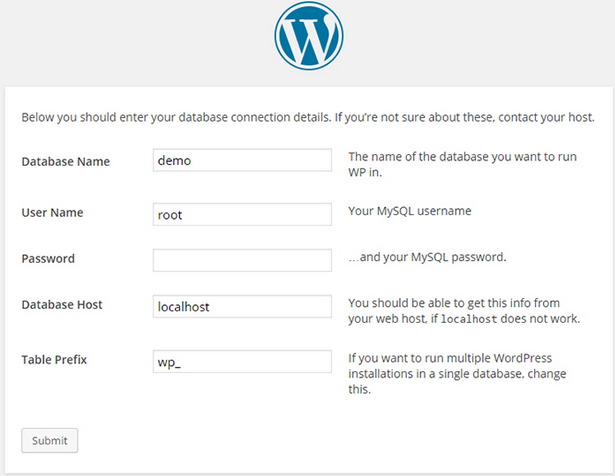 Below you should enter your database connection details. If you’re not sure about these, contact your host.
Database Name
demo
The name of the database you want to run
WP in.
User Name
root
Your MySQL username
Password
…and your MySQL password.
Database Host
localhost
You should be able to get this info from
your web host, if localhost does not work.
Table Prefix
wp_
If you want to run multiple WordPress
installations in a single database, change
this.
Submit